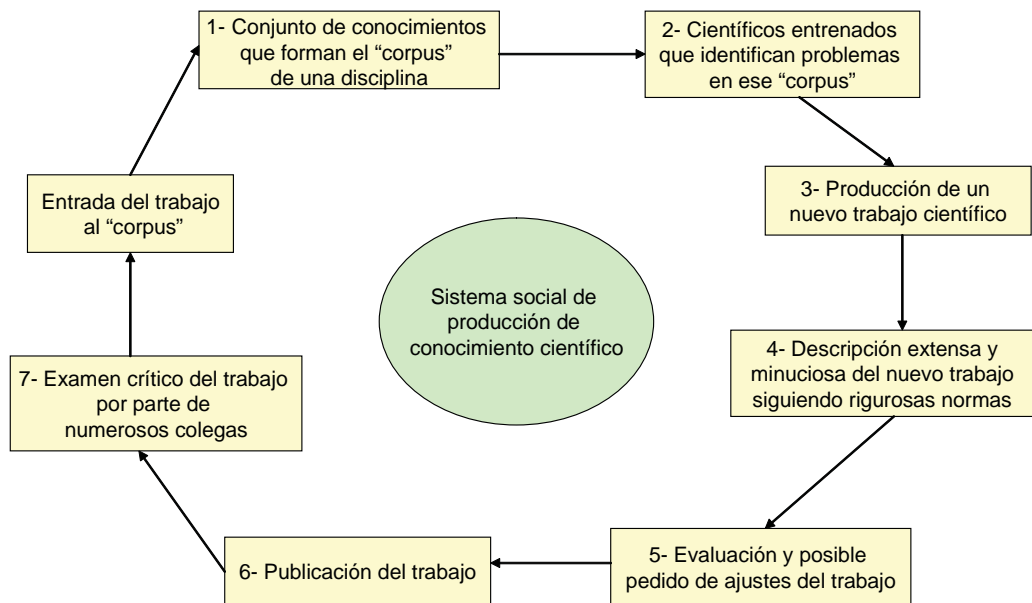 1- Conjunto de conocimientos
que forman el “corpus”
de una disciplina
2- Científicos entrenados
que identifican problemas
en ese “corpus”
3- Producción de un
nuevo trabajo científico
4- Descripción extensa y
minuciosa del nuevo trabajo
siguiendo rigurosas normas
5- Evaluación y posible
pedido de ajustes del trabajo
6- Publicación del trabajo
7- Examen crítico del trabajo
por parte de
numerosos colegas
Entrada del trabajo
al “corpus”
Sistema social de
producción de
conocimiento científico